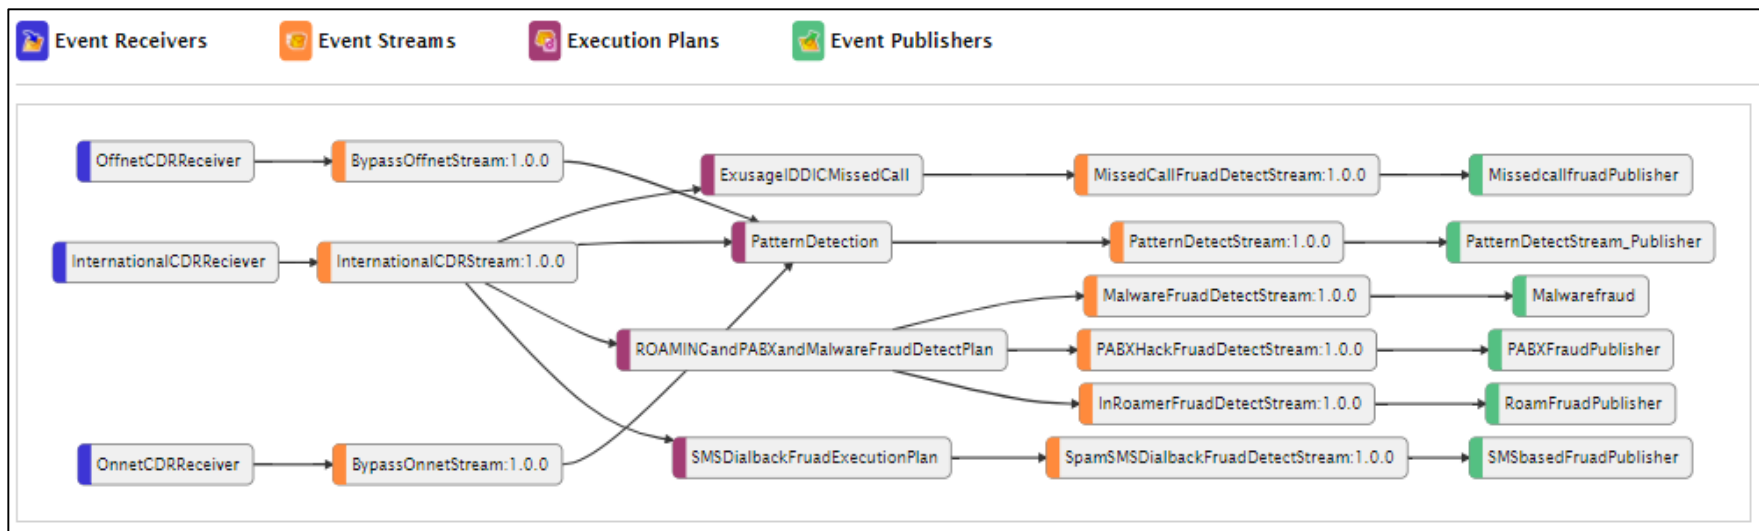 Event Receivers
Event Streams
Execution Plans
Event Publishers
OffnetCDRReceiver
BypassOffnetStream:1.0.0
ExusageIDDICMissedCall
MissedCallFruadDetectStream:1.0.0
MissedcallfruadPublisher
InternationalCDRReciever
InternationalCDRStream:1.0.0
PatternDetection
PatternDetectStream:1.0.0
PatternDetectStream_Publisher
MalwareFruadDetectStream:1.0.0
Malwarefraud
ROAMINGandPABXandMalwareFraudDetectPlan
PABXHackFruadDetectStream:1.0.0
PABXFraudPublisher
InRoamerFruadDetectStream:1.0.0
RoamFruadPublisher
OnnetCDRReceiver
BypassOnnetStream:1.0.0
SMSDialbackFruadExecutionPlan
SpamSMSDialbackFruadDetectStream:1.0.0
SMSbasedFruadPublisher